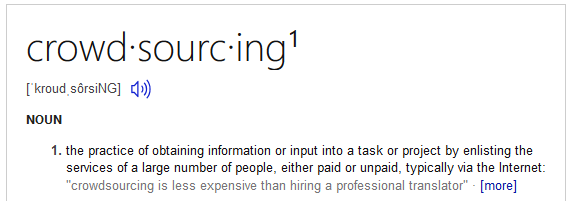 crowd·sourc·ing¹
[ˈkroudˌsôrsiNG]
NOUN
1. the practice of obtaining information or input into a task or project by enlisting the
services of a large number of people, either paid or unpaid, typically via the Internet:
"crowdsourcing is less expensive than hiring a professional translator" · [more]